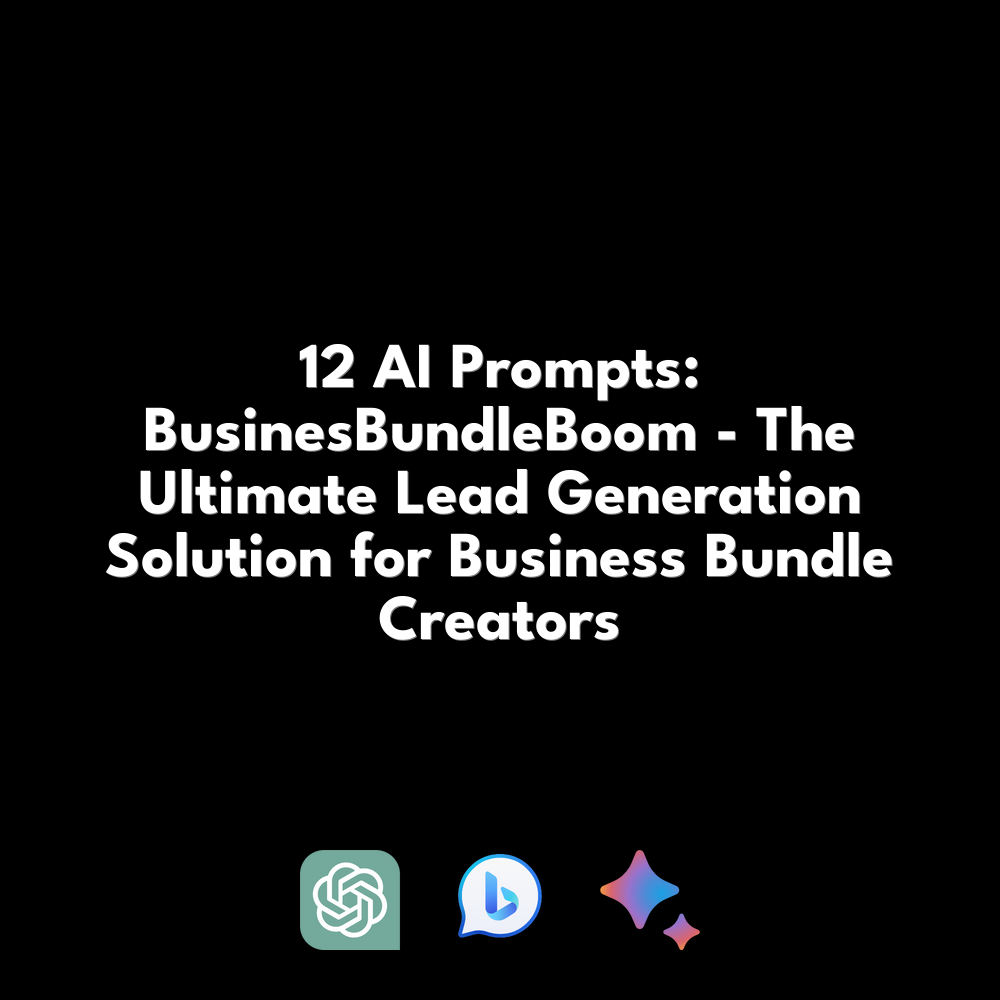 12 AI Prompts:
BusinesBundleBoom - The
Ultimate Lead Generation
Solution for Business Bundle
Creators